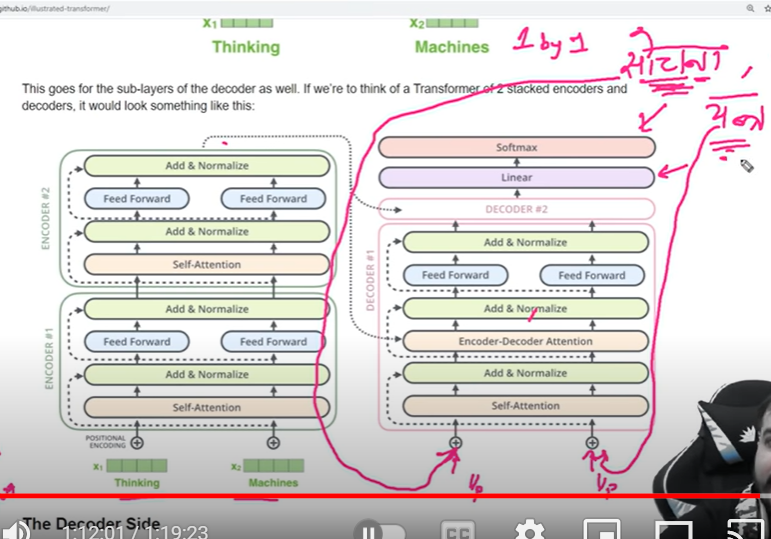 github.io/illustrated-transformer/
X1
X2
Thinking
Machines
1 by 1
This goes for the sub-layers of the decoder as well. If we're to think of a Transformer of 2 stacked encoders and
decoders, it would look something like this:
Softmax
Add & Normalize
Linear
Feed Forward Feed Forward
DECODER #2
ENCODER #2
Add & Normalize
Add & Normalize
Self-Attention
Feed Forward Feed Forward
DECODER #1
Add & Normalize
Add & Normalize
Feed Forward Feed Forward
Encoder-Decoder Attention
ENCODER #1
Add & Normalize
Add & Normalize
Self-Attention
Self-Attention
POSITIONAL
ENCODING
X1
X2
Thinking
Machines
The Decoder Side
1:12:01 / 1:19:23
CC